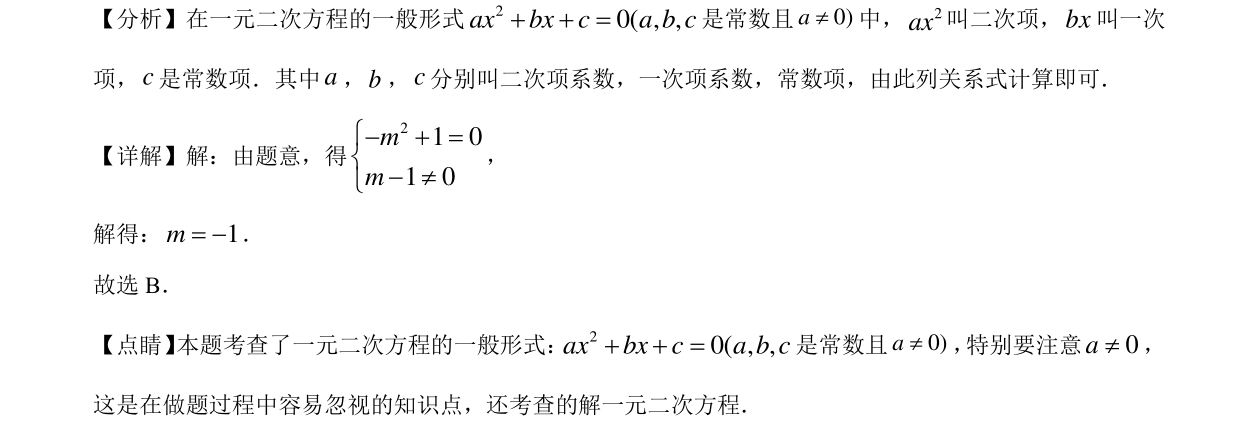 【分析】在一元二次方程的一般形式 ax²+bx+c=0(a,b,c 是常数且 a≠0) 中， ax² 叫二次项， bx 叫一次
项， c 是常数项．其中 a ， b ， c 分别叫二次项系数，一次项系数，常数项，由此列关系式计算即可．
【详解】解：由题意，得 {−m²+1=0
m−1≠0 ，
解得： m=−1．
故选 B．
【点睛】本题考查了一元二次方程的一般形式： ax²+bx+c=0(a,b,c 是常数且 a≠0) ，特别要注意 a≠0 ，
这是在做题过程中容易忽视的知识点，还考查的解一元二次方程．